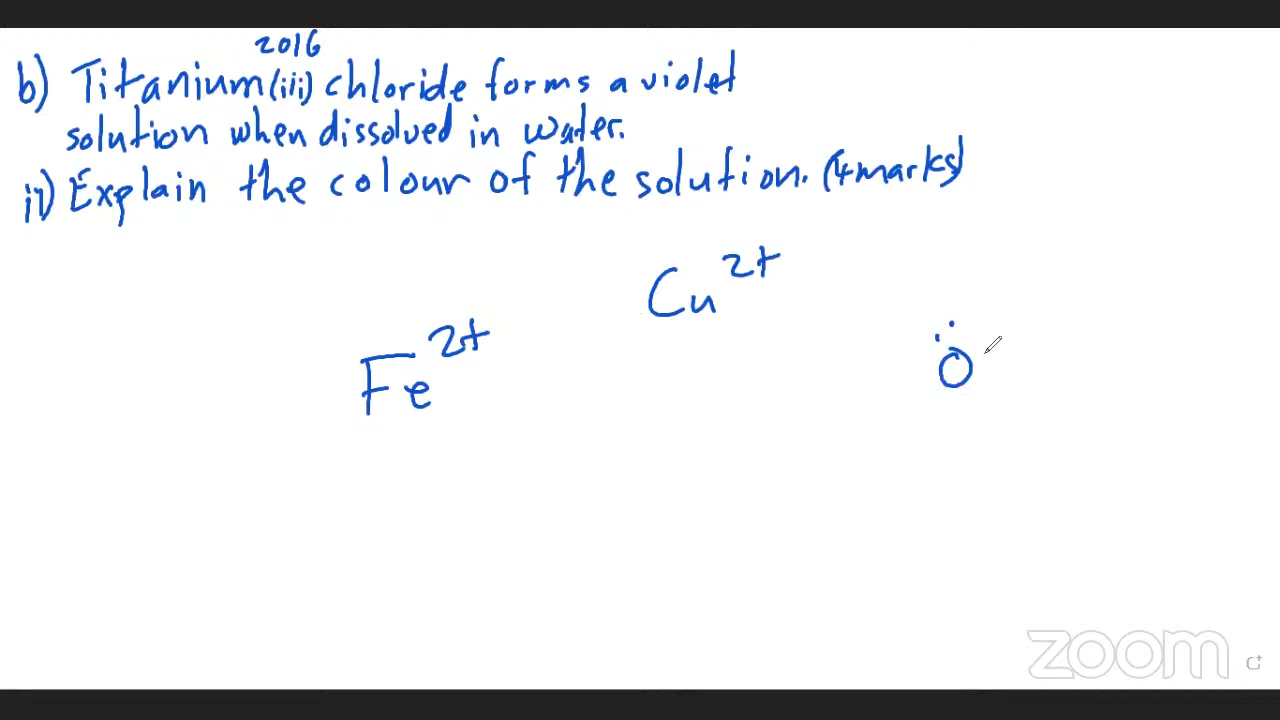 2016
b) Titanium(iii) chloride forms a violet
solution when dissolved in water.
iv) Explain the colour of the solution. (4marks)
Cu2+
Fe2+
O
zoom